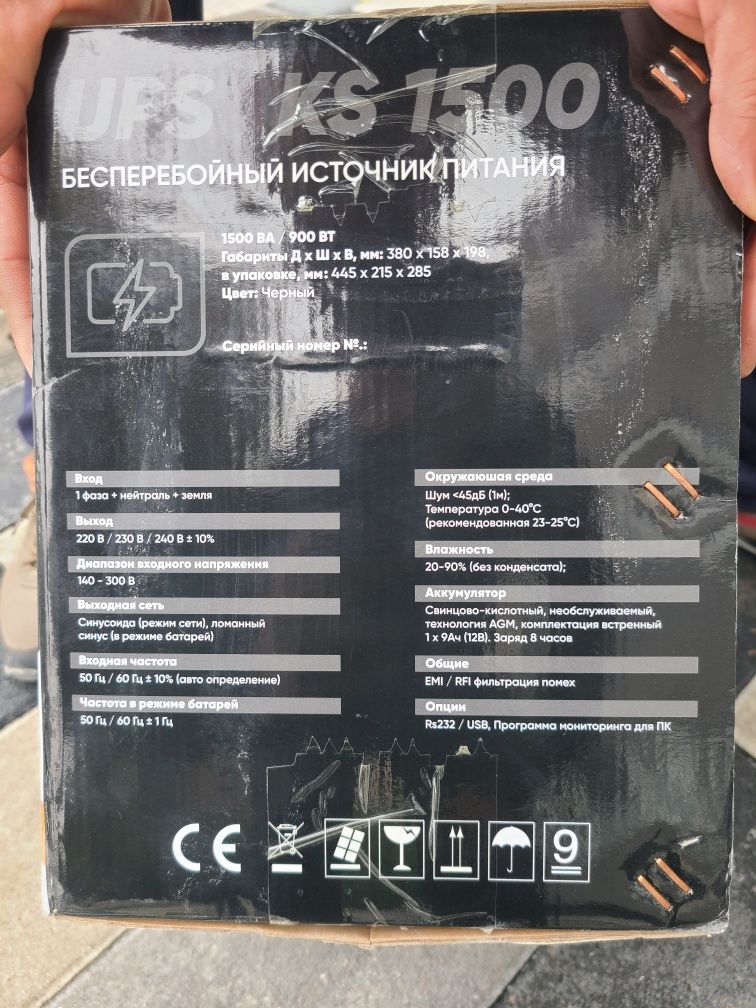 UPS KS 1500
БЕСПЕРЕБОЙНЫЙ ИСТОЧНИК ПИТАНИЯ
1500 ВА / 900 ВТ
Габариты Д х Ш х В, мм: 380 х 158 х 198,
в упаковке, мм: 445 х 215 х 285
Цвет: Черный
Серийный номер №.:
Вход
1 фаза + нейтраль + земля
Выход
220 В / 230 В / 240 В ± 10%
Диапазон входного напряжения
140 - 300 В
Выходная сеть
Синусоида (режим сети), ломанный
синус (в режиме батарей)
Входная частота
50 Гц / 60 Гц ± 10% (авто определение)
Частота в режиме батарей
50 Гц / 60 Гц ± 1 Гц
Окружаюшая среда
Шум <45дБ (1м);
Температура 0-40°С
(рекомендованная 23-25°С)
Влажность
20-90% (без конденсата);
Аккумулятор
Свинцово-кислотный, необслуживаемый,
технология AGM, комплектация встренный
1 х 9Ач (12В). Заряд 8 часов
Общие
EMI / RFI фильтрация помех
Опции
Rs232 / USB, Программа мониторинга для ПК
CE
9